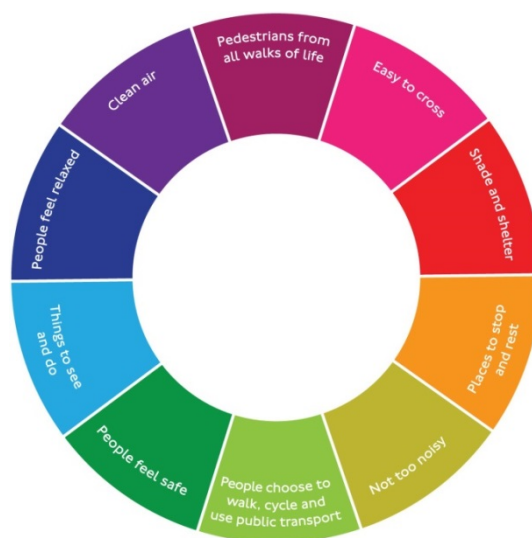 Pedestrians from
all walks of life
Easy to cross
Shade and shelter
Places to stop
and rest
Not too noisy
People choose to
walk, cycle and
use public transport
People feel safe
Things to see
and do
People feel relaxed
Clean air